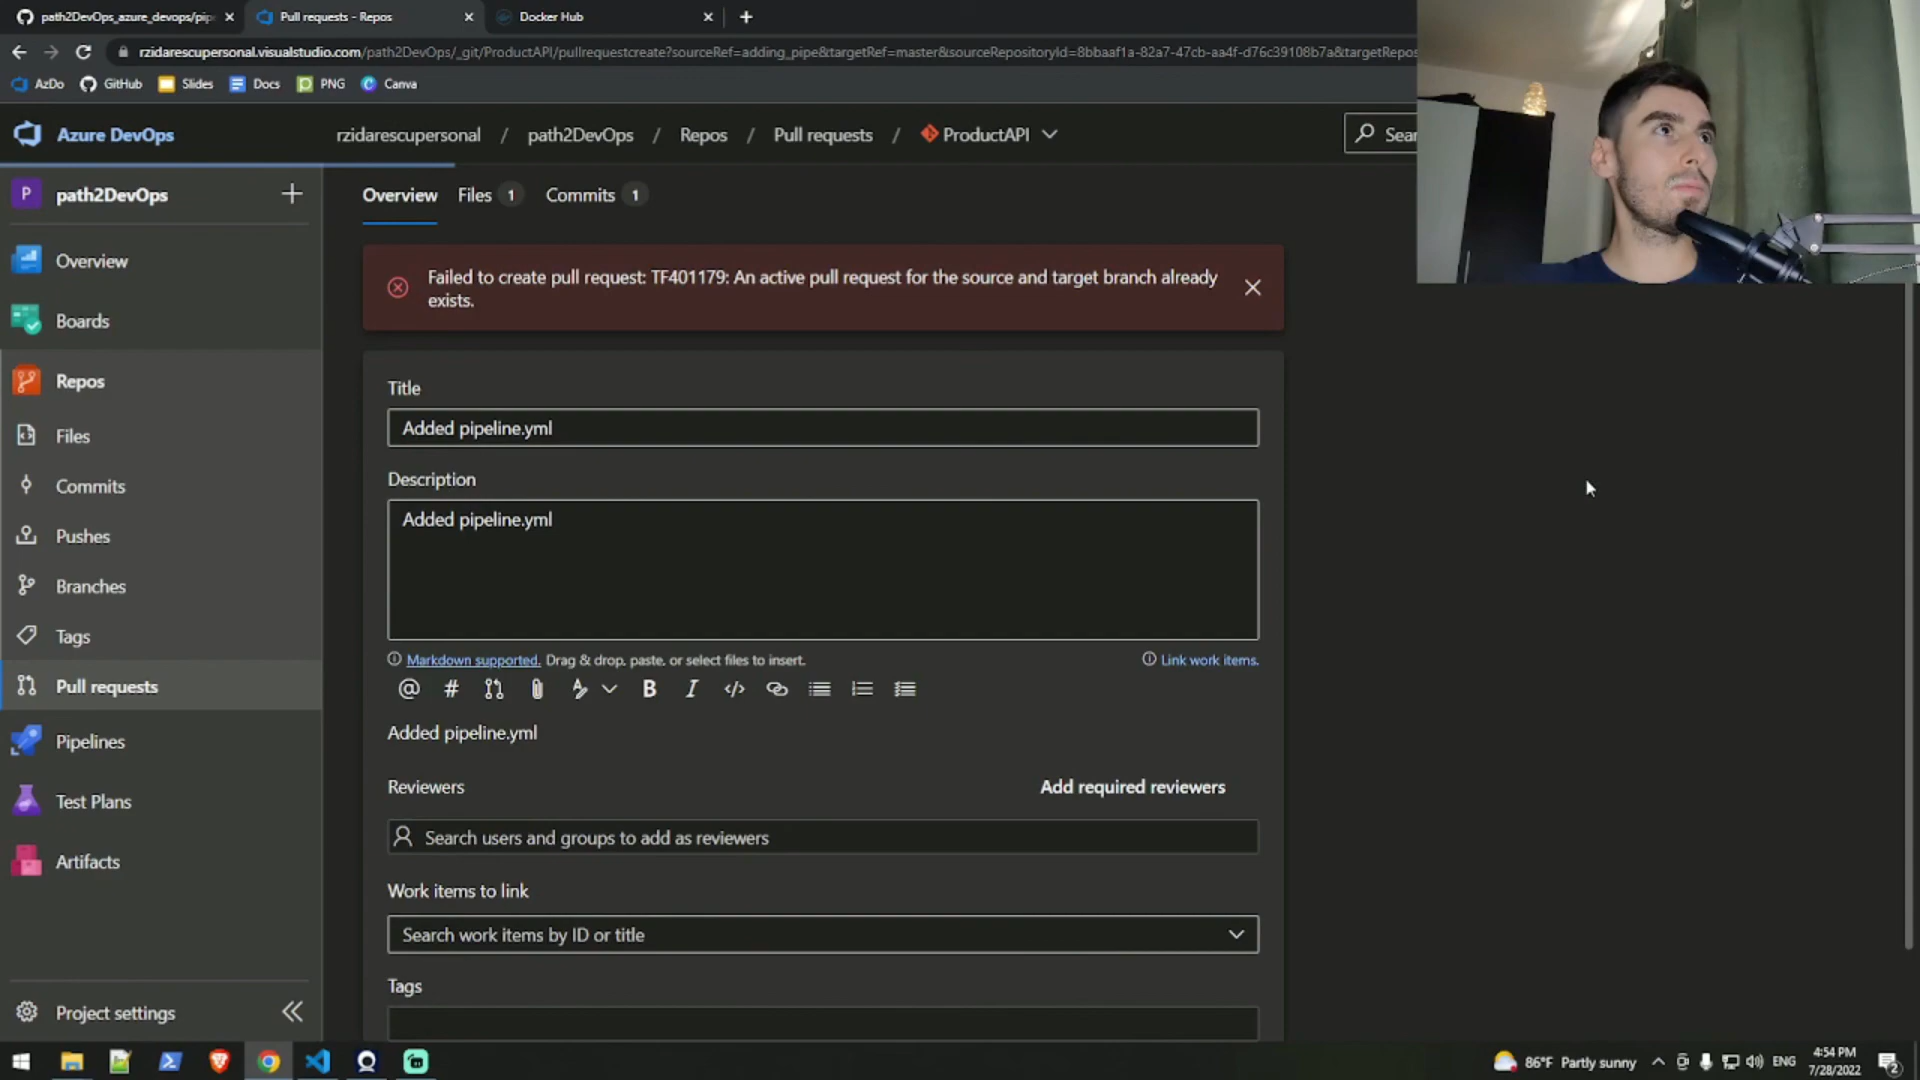 path2DevOps_azure_devops/pip
Pull requests - Repos
Docker Hub
rzidarescupersonal.visualstudio.com/path2DevOps/_git/ProductAPI/pullrequestcreate?sourceRef=adding_pipe&targetRef=master&sourceRepositoryId=8bbaaf1a-82a7-47cb-aa4f-d76c39108b7a&targetRepos
AzDo
GitHub
Slides
Docs
PNG
Canva
Azure DevOps
rzidarescupersonal / path2DevOps / Repos / Pull requests / ProductAPI
Sear
P path2DevOps
Overview
Boards
Repos
Files
Commits
Pushes
Branches
Tags
Pull requests
Pipelines
Test Plans
Artifacts
Project settings
Overview Files 1 Commits 1
Failed to create pull request: TF401179: An active pull request for the source and target branch already
exists.
Title
Added pipeline.yml
Description
Added pipeline.yml
Markdown supported. Drag & drop, paste, or select files to insert.
Link work items.
Added pipeline.yml
Reviewers
Add required reviewers
Search users and groups to add as reviewers
Work items to link
Search work items by ID or title
Tags
86°F Partly sunny
ENG
4:54 PM
7/28/2022
2